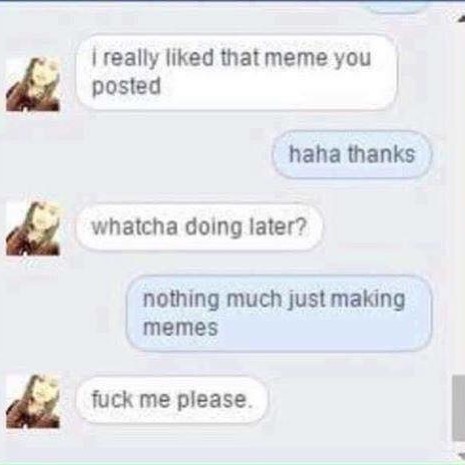 i really liked that meme you
posted
haha thanks
whatcha doing later?
nothing much just making
memes
fuck me please.